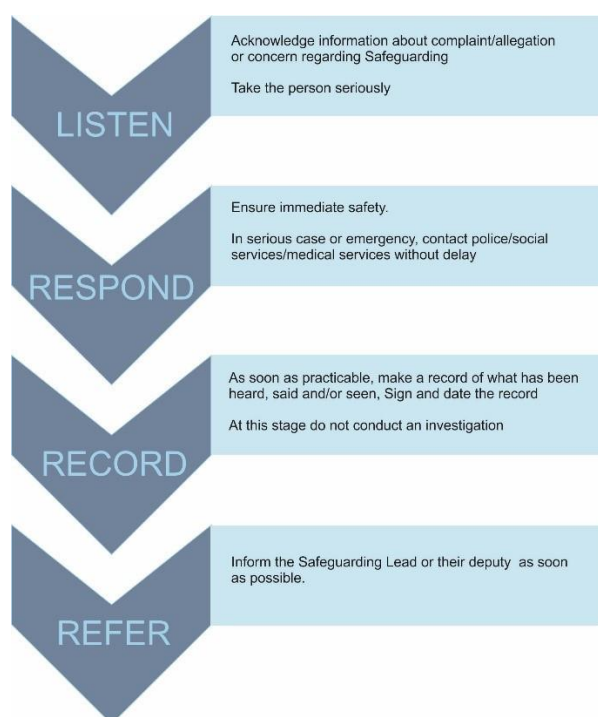 LISTEN
Acknowledge information about complaint/allegation
or concern regarding Safeguarding
Take the person seriously
RESPOND
Ensure immediate safety.
In serious case or emergency, contact police/social
services/medical services without delay
RECORD
As soon as practicable, make a record of what has been
heard, said and/or seen, Sign and date the record
At this stage do not conduct an investigation
REFER
Inform the Safeguarding Lead or their deputy as soon
as possible.